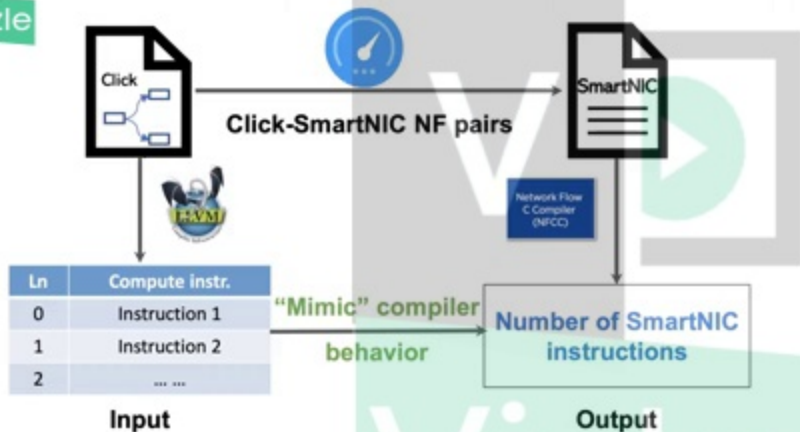 zle
Click
SmartNIC
Click-SmartNIC NF pairs
LLVM
Network Flow
C Compiler
(NFCC)
Ln Compute instr.
0 Instruction 1
1 Instruction 2
2 ... ...
“Mimic” compiler
behavior
Number of SmartNIC
instructions
Input
Output